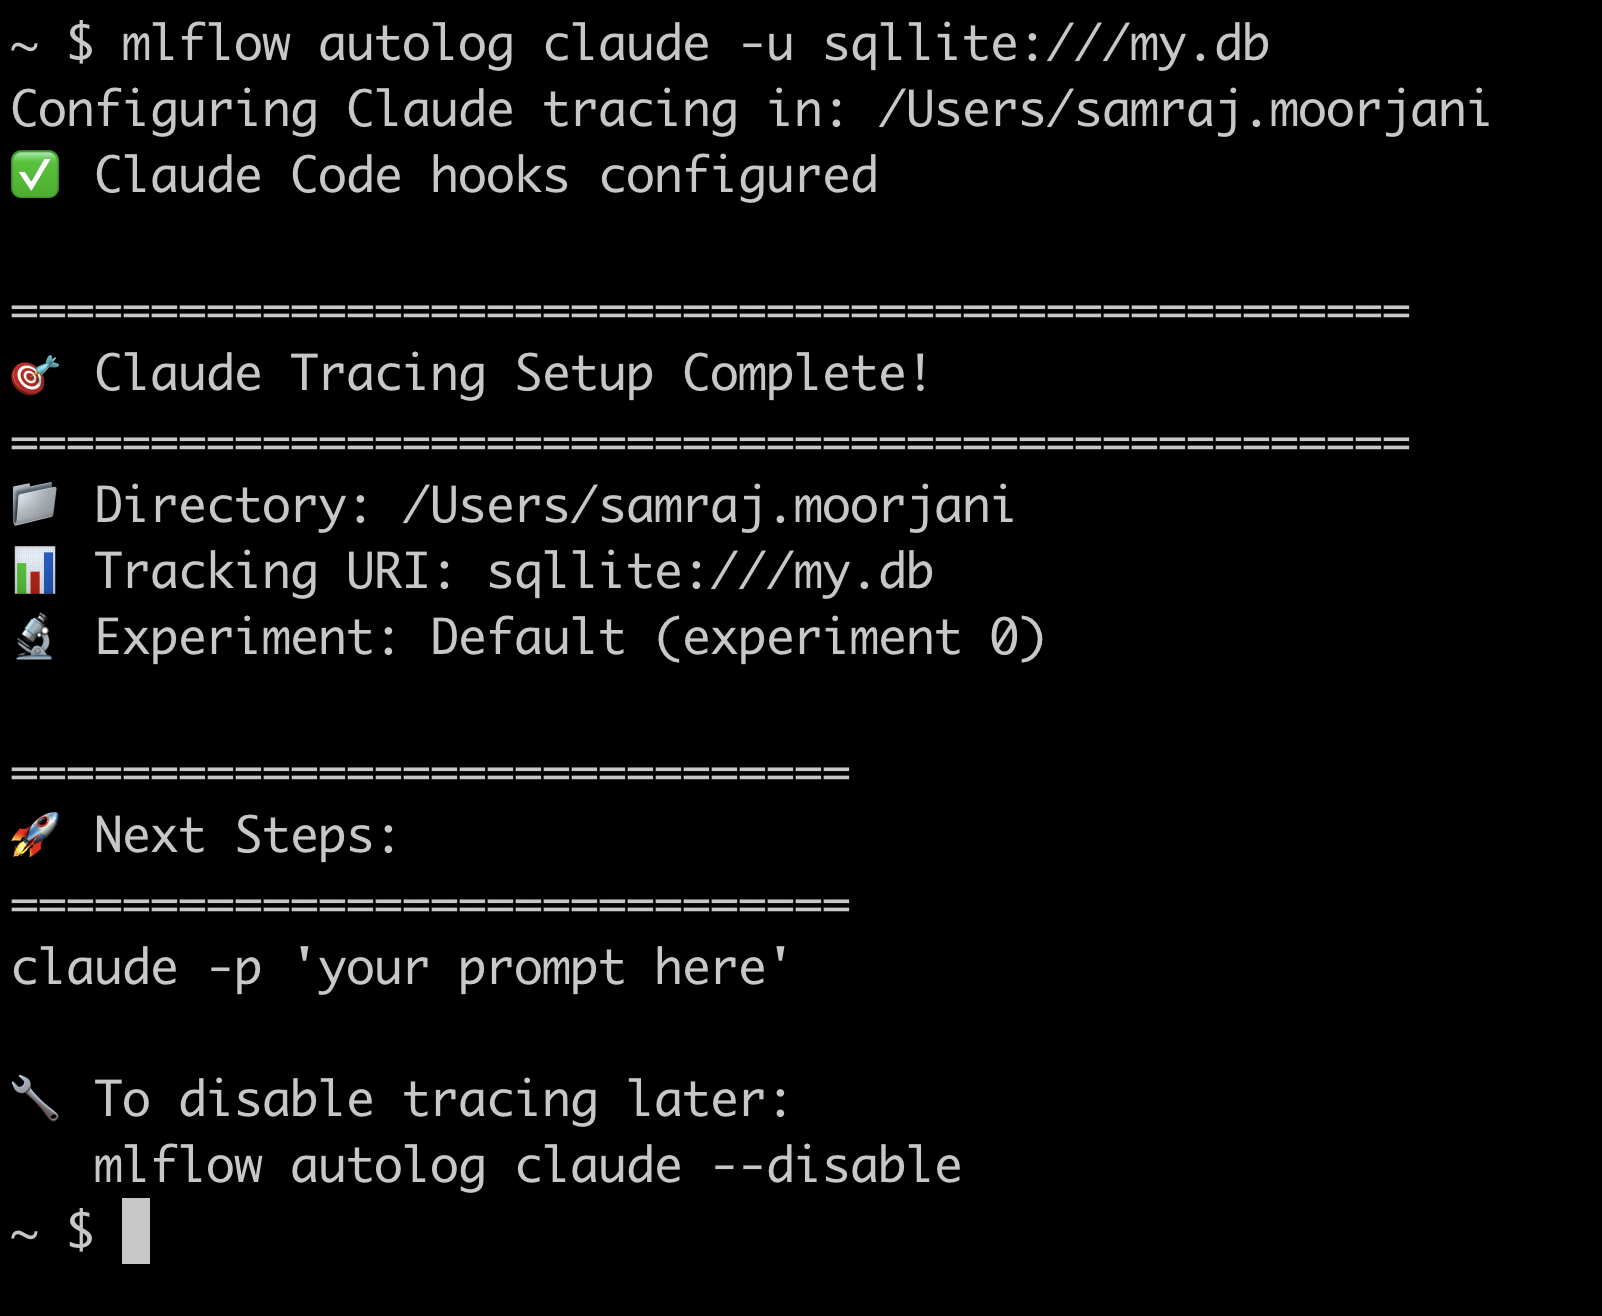 ~ $ mlflow autolog claude -u sqllite:///my.db
Configuring Claude tracing in: /Users/samraj.moorjani
✅ Claude Code hooks configured
==================================================
🎯 Claude Tracing Setup Complete!
==================================================
📁 Directory: /Users/samraj.moorjani
📊 Tracking URI: sqllite:///my.db
🔬 Experiment: Default (experiment 0)
==============================
🚀 Next Steps:
==============================
claude -p 'your prompt here'
🔧 To disable tracing later:
mlflow autolog claude --disable
~ $